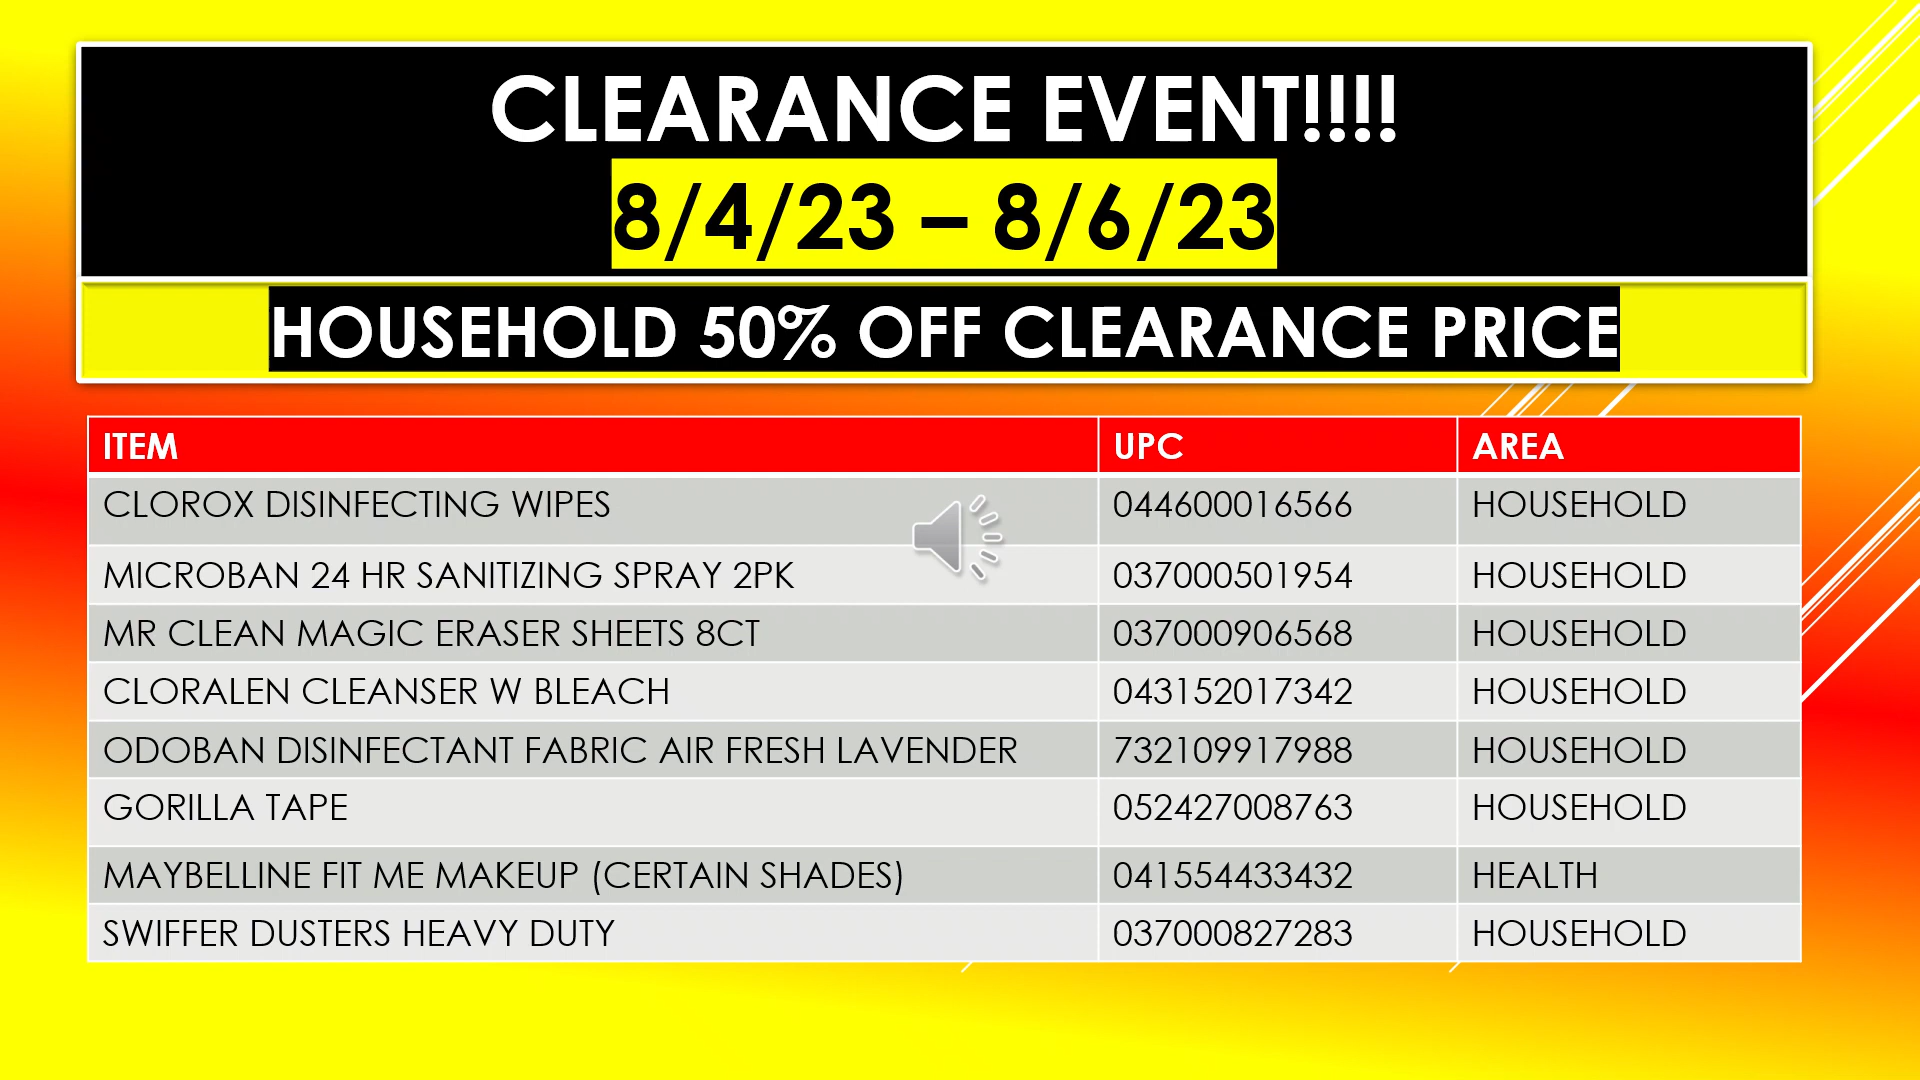 CLEARANCE EVENT!!!!
8/4/23 – 8/6/23
HOUSEHOLD 50% OFF CLEARANCE PRICE
ITEM UPC AREA
CLOROX DISINFECTING WIPES 044600016566 HOUSEHOLD
MICROBAN 24 HR SANITIZING SPRAY 2PK 037000501954 HOUSEHOLD
MR CLEAN MAGIC ERASER SHEETS 8CT 037000906568 HOUSEHOLD
CLORALEN CLEANSER W BLEACH 043152017342 HOUSEHOLD
ODOBAN DISINFECTANT FABRIC AIR FRESH LAVENDER 732109917988 HOUSEHOLD
GORILLA TAPE 052427008763 HOUSEHOLD
MAYBELLINE FIT ME MAKEUP (CERTAIN SHADES) 041554433432 HEALTH
SWIFFER DUSTERS HEAVY DUTY 037000827283 HOUSEHOLD